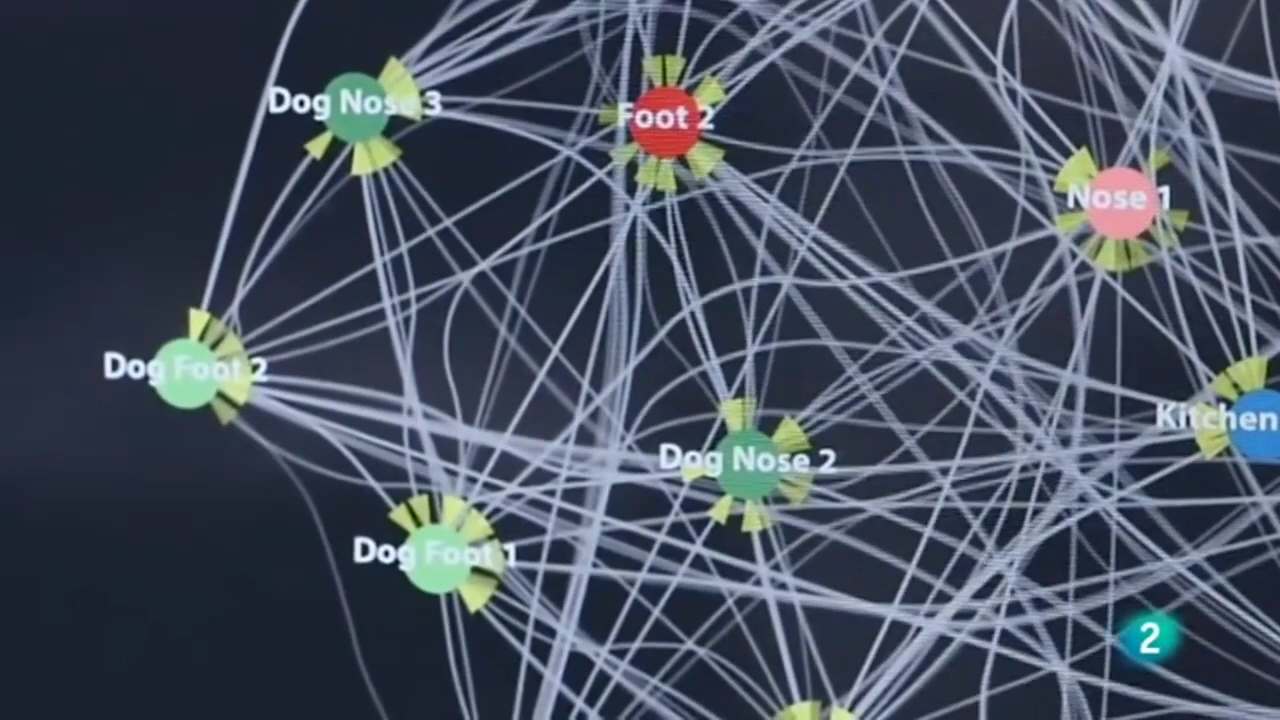 Dog Nose 3
Foot 2
Nose 1
Dog Foot 2
Kitchen
Dog Nose 2
Dog Foot 1
2